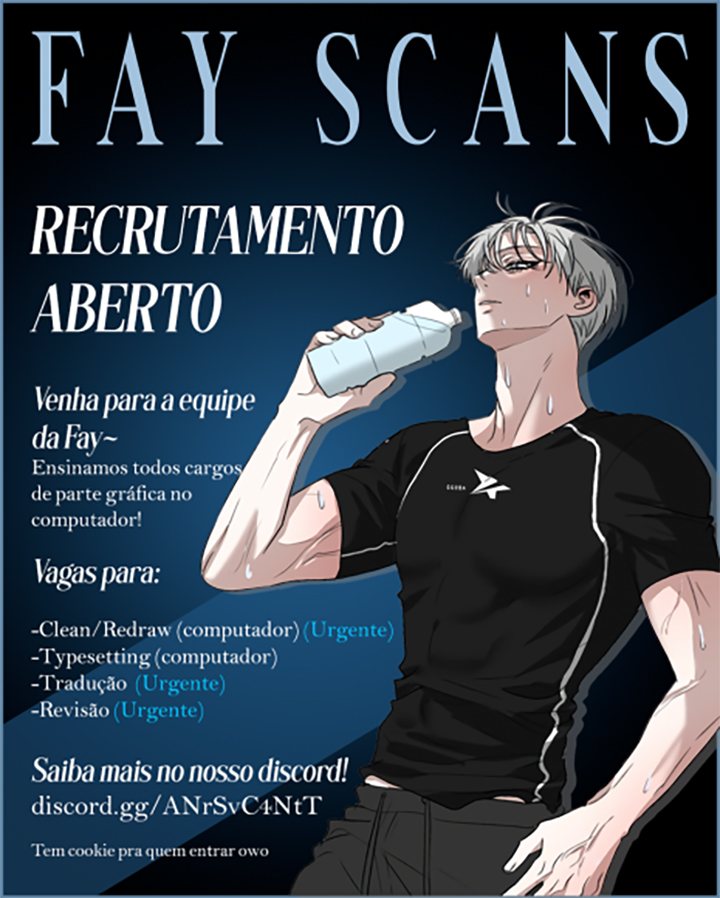 FAY SCANS
RECRUTAMENTO
ABERTO
Venha para a equipe
da Fay~
Ensinamos todos cargos
de parte gráfica no
computador!
Vagas para:
-Clean/Redraw (computador) (Urgente)
-Typesetting (computador)
-Tradução (Urgente)
-Revisão (Urgente)
Saiba mais no nosso discord!
discord.gg/ANrSvC4NtT
Tem cookie pra quem entrar owo